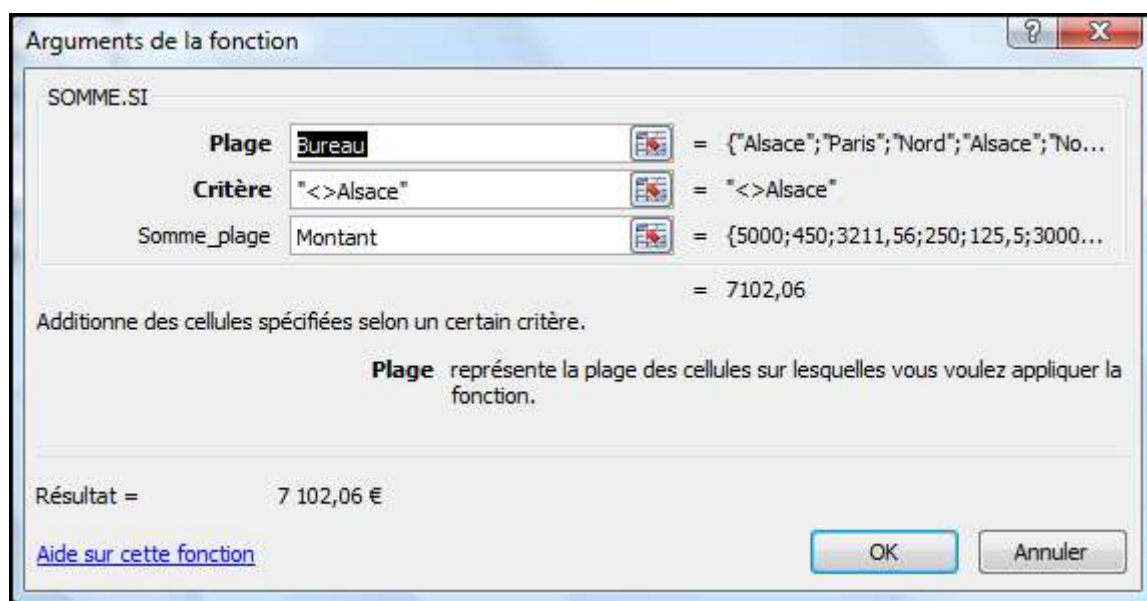 Arguments de la fonction
SOMME.SI
Plage Bureau = {"Alsace";"Paris";"Nord";"Alsace";"No...
Critère "<>Alsace" = "<>Alsace"
Somme_plage Montant = {5000;450;3211,56;250;125,5;3000...
= 7102,06
Additionne des cellules spécifiées selon un certain critère.
Plage représente la plage des cellules sur lesquelles vous voulez appliquer la
fonction.
Résultat = 7 102,06 €
Aide sur cette fonction OK Annuler